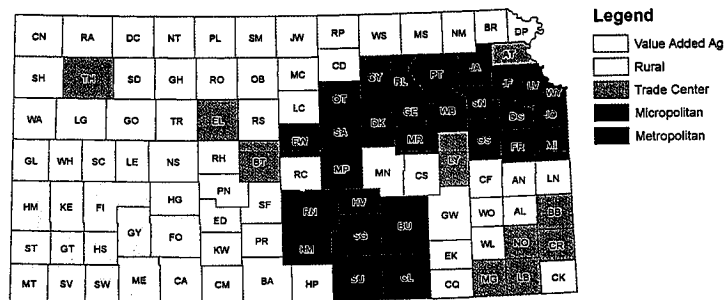 Legend
Value Added Ag
Rural
Trade Center
Micropolitan
Metropolitan
CN RA DC NT PL SM JW RP WS MS NM BR DP
AT
SH TH SD GH RO OB MC CD CY RL PT JA
LV WY
LC OT
WA LG GO TR EL RS SA DK GE WB SN DG JO
EW MR LY OS FR MI
GL WH SC LE NS RH BT RC MP MN CS CF AN LN
PN
HM KE FI HG SF RN HV BU GW WO AL BB
ED
ST GT HS GY FO KW PR HM SG WL NO CR
EK
MT SV SW ME CA CM BA HP SU CL CQ MG LB CK